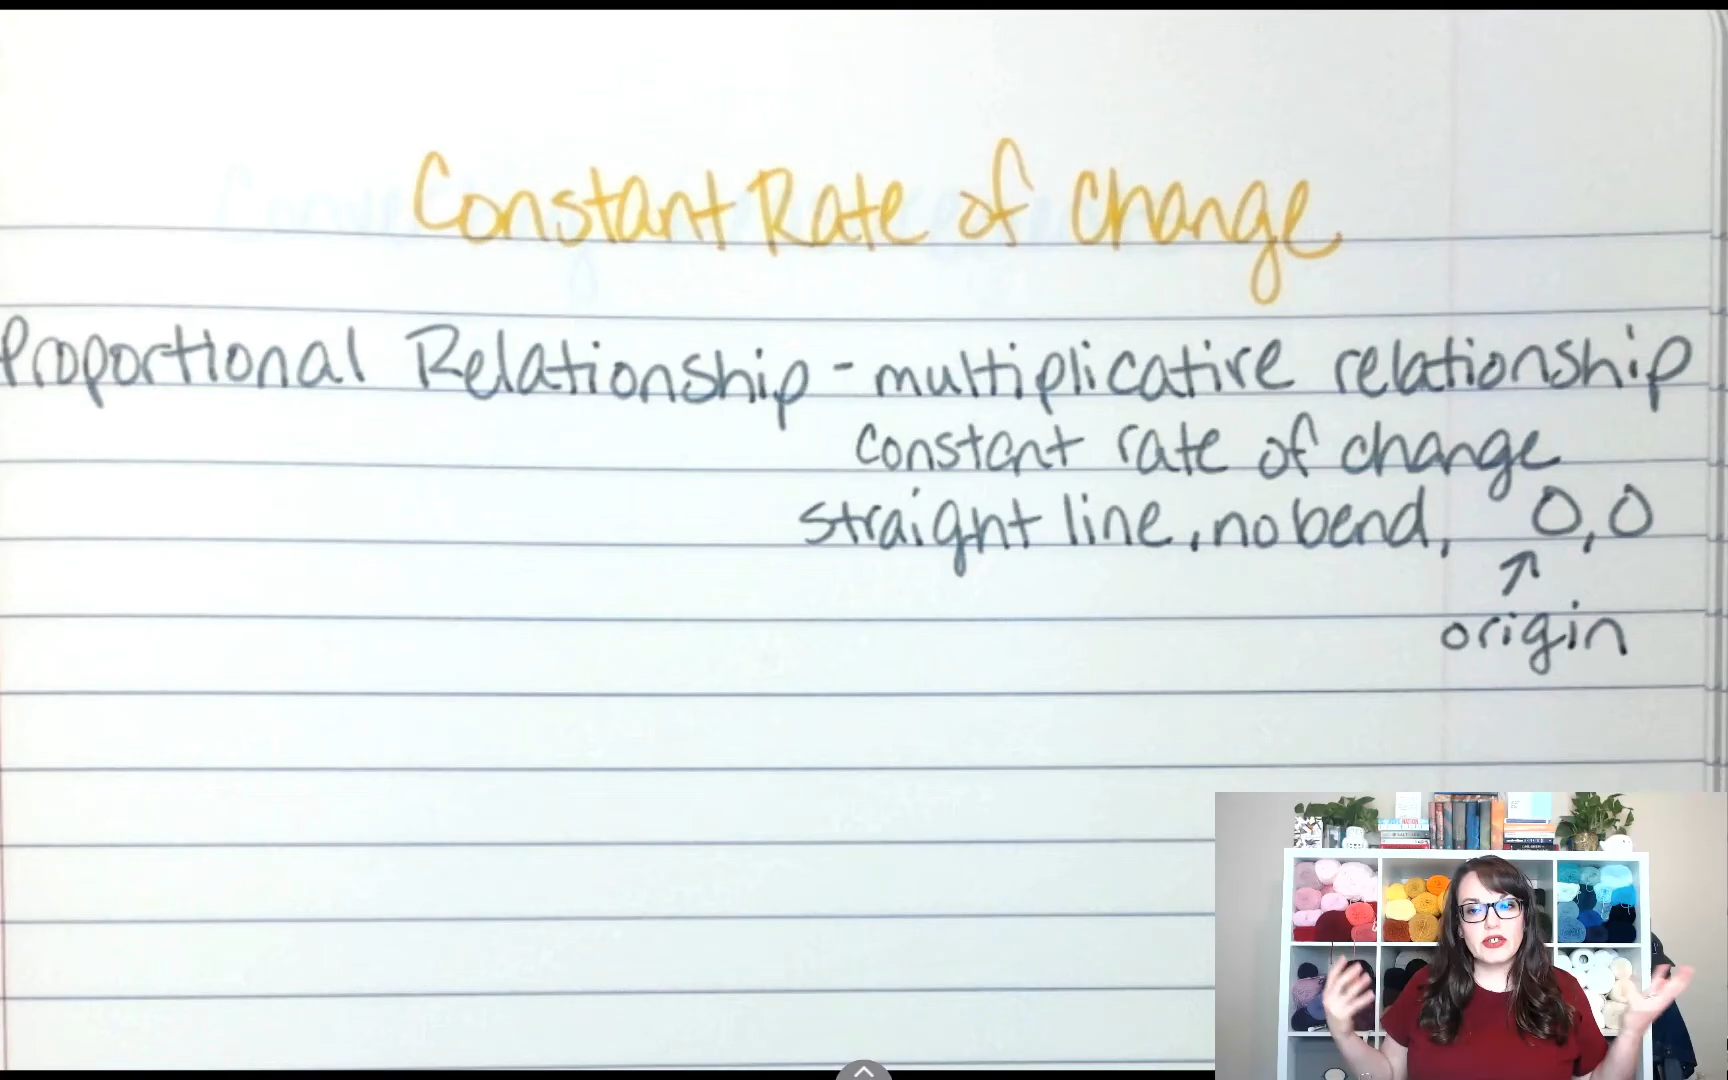 Constant Rate of Change
Proportional Relationship - multiplicative relationship
constant rate of change
straight line, no bend, 0,0
↗
origin